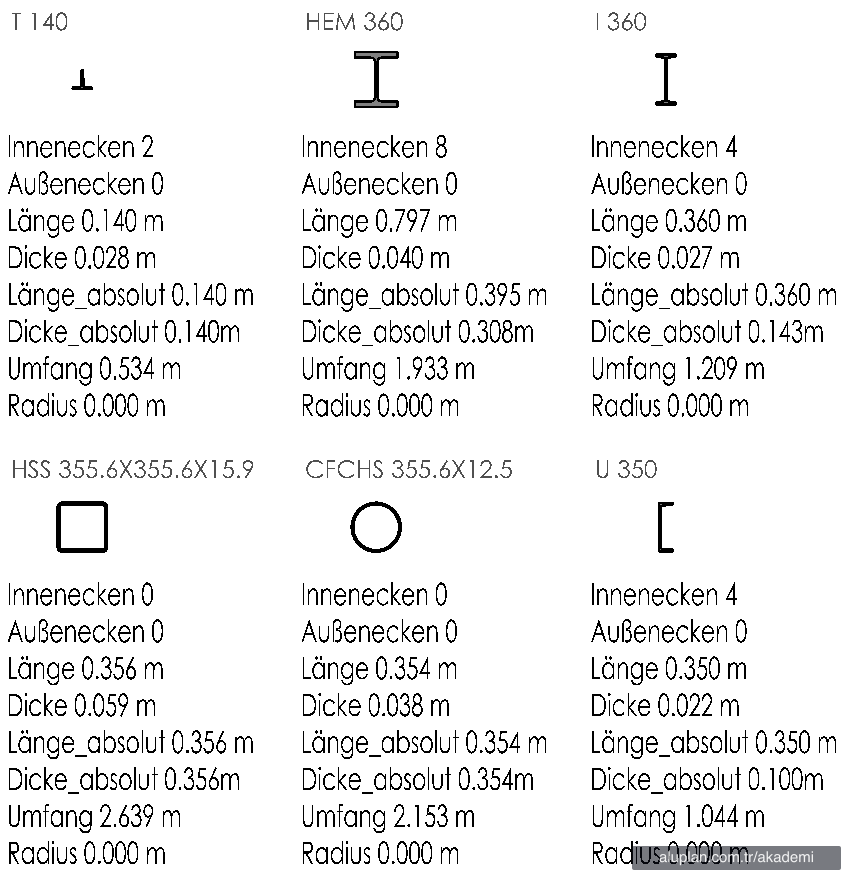 T 140
Innenecken 2
Außenecken 0
Länge 0.140 m
Dicke 0.028 m
Länge_absolut 0.140 m
Dicke_absolut 0.140m
Umfang 0.534 m
Radius 0.000 m
HEM 360
Innenecken 8
Außenecken 0
Länge 0.797 m
Dicke 0.040 m
Länge_absolut 0.395 m
Dicke_absolut 0.308m
Umfang 1.933 m
Radius 0.000 m
I 360
Innenecken 4
Außenecken 0
Länge 0.360 m
Dicke 0.027 m
Länge_absolut 0.360 m
Dicke_absolut 0.143m
Umfang 1.209 m
Radius 0.000 m
HSS 355.6X355.6X15.9
Innenecken 0
Außenecken 0
Länge 0.356 m
Dicke 0.059 m
Länge_absolut 0.356 m
Dicke_absolut 0.356m
Umfang 2.639 m
Radius 0.000 m
CFCHS 355.6X12.5
Innenecken 0
Außenecken 0
Länge 0.354 m
Dicke 0.038 m
Länge_absolut 0.354 m
Dicke_absolut 0.354m
Umfang 2.153 m
Radius 0.000 m
U 350
Innenecken 4
Außenecken 0
Länge 0.350 m
Dicke 0.022 m
Länge_absolut 0.350 m
Dicke_absolut 0.100m
Umfang 1.044 m
Radius 0.000 m
aluplan.com.tr/akademi